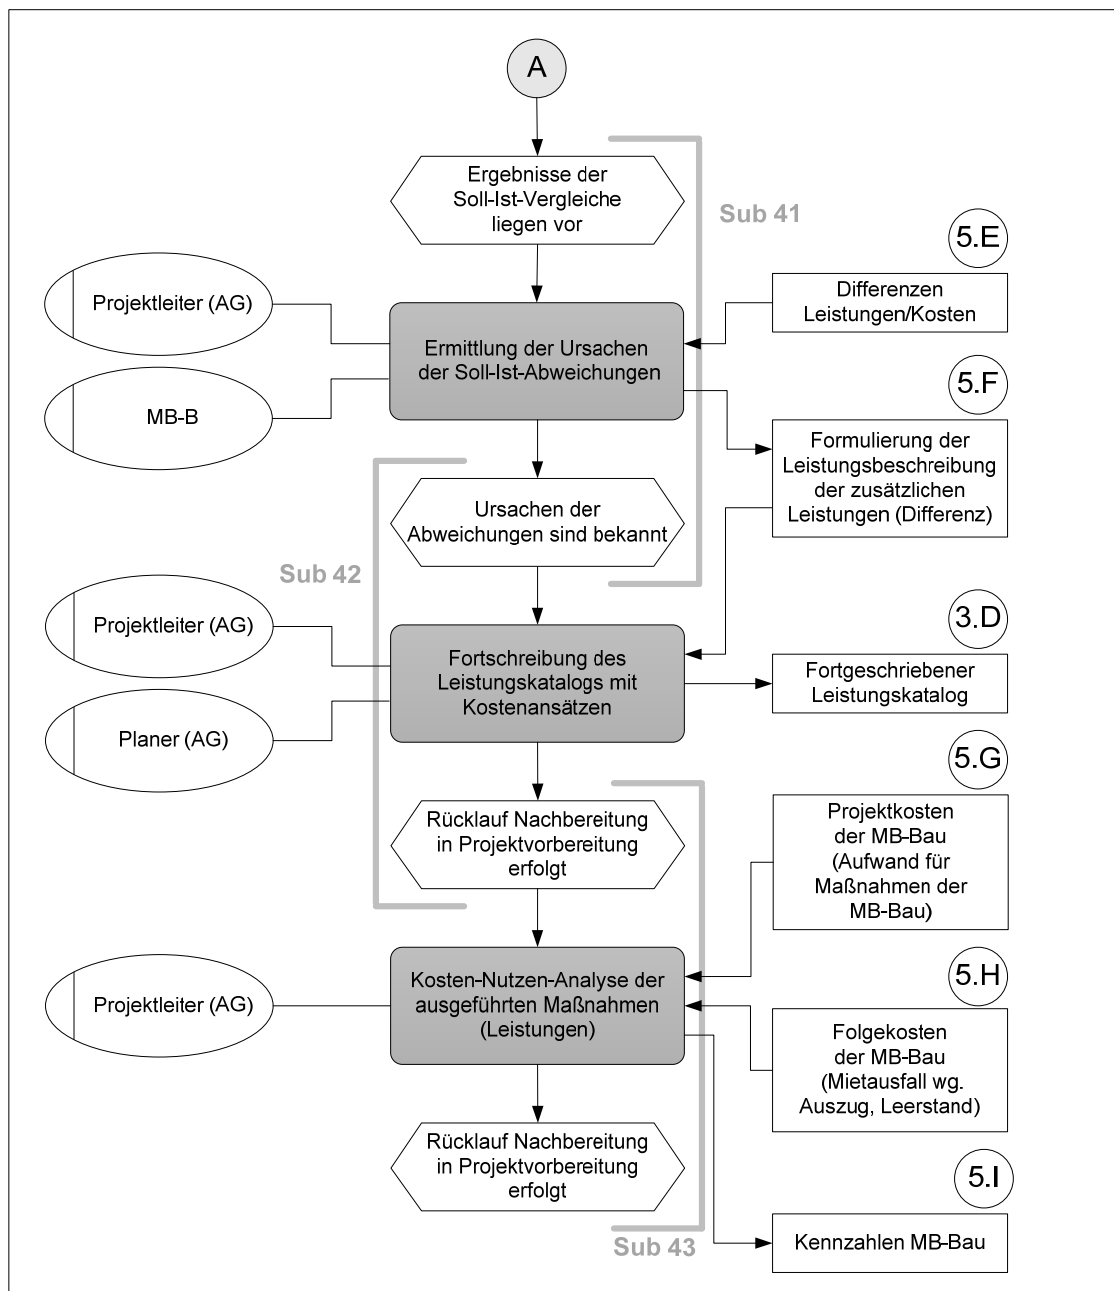 A
Ergebnisse der
Soll-Ist-Vergleiche
liegen vor
Sub 41
5.E
Projektleiter (AG)
Differenzen
Leistungen/Kosten
Ermittlung der Ursachen
der Soll-Ist-Abweichungen
5.F
MB-B
Formulierung der
Leistungsbeschreibung
der zusätzlichen
Leistungen (Differenz)
Ursachen der
Abweichungen sind bekannt
Sub 42
3.D
Projektleiter (AG)
Fortschreibung des
Leistungskatalogs mit
Kostenansätzen
Fortgeschriebener
Leistungskatalog
Planer (AG)
5.G
Rücklauf Nachbereitung
in Projektvorbereitung
erfolgt
Projektkosten
der MB-Bau
(Aufwand für
Maßnahmen der
MB-Bau)
5.H
Projektleiter (AG)
Kosten-Nutzen-Analyse der
ausgeführten Maßnahmen
(Leistungen)
Folgekosten
der MB-Bau
(Mietausfall wg.
Auszug, Leerstand)
Rücklauf Nachbereitung
in Projektvorbereitung
erfolgt
5.I
Sub 43
Kennzahlen MB-Bau